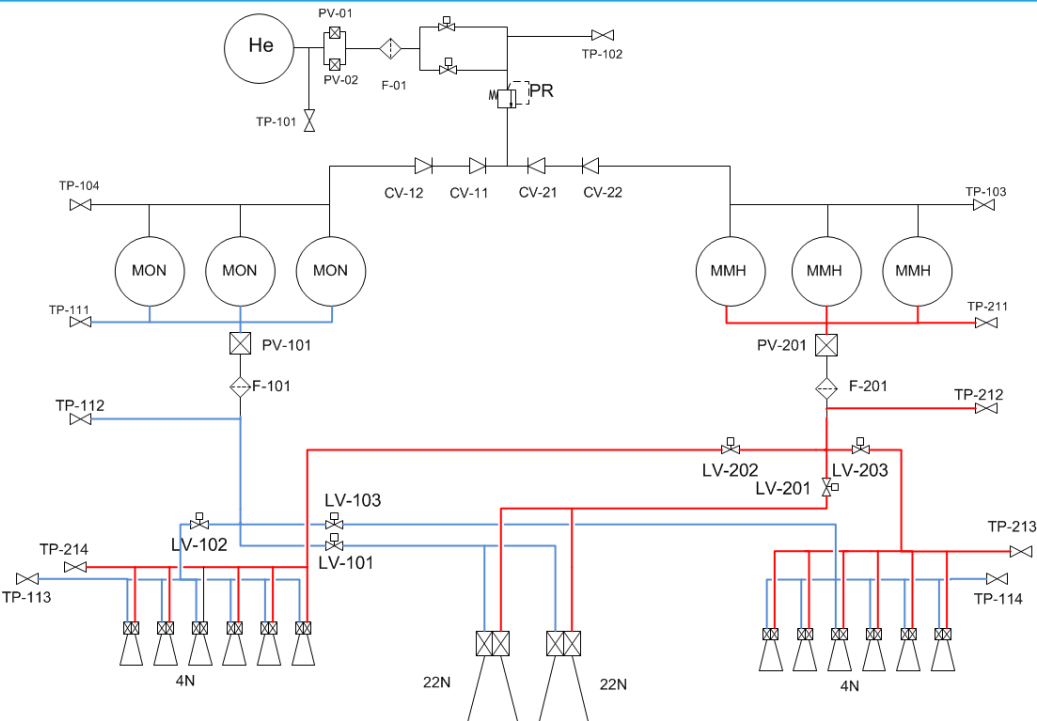 PV-01
He
TP-102
PV-02
F-01
PR
TP-101
CV-12
CV-11
CV-21
CV-22
TP-104
TP-103
MON
MON
MON
MMH
MMH
MMH
TP-111
TP-211
PV-101
PV-201
F-101
F-201
TP-112
TP-212
LV-202
LV-203
LV-201
LV-103
LV-102
LV-101
TP-214
TP-213
TP-113
TP-114
4N
22N
22N
4N